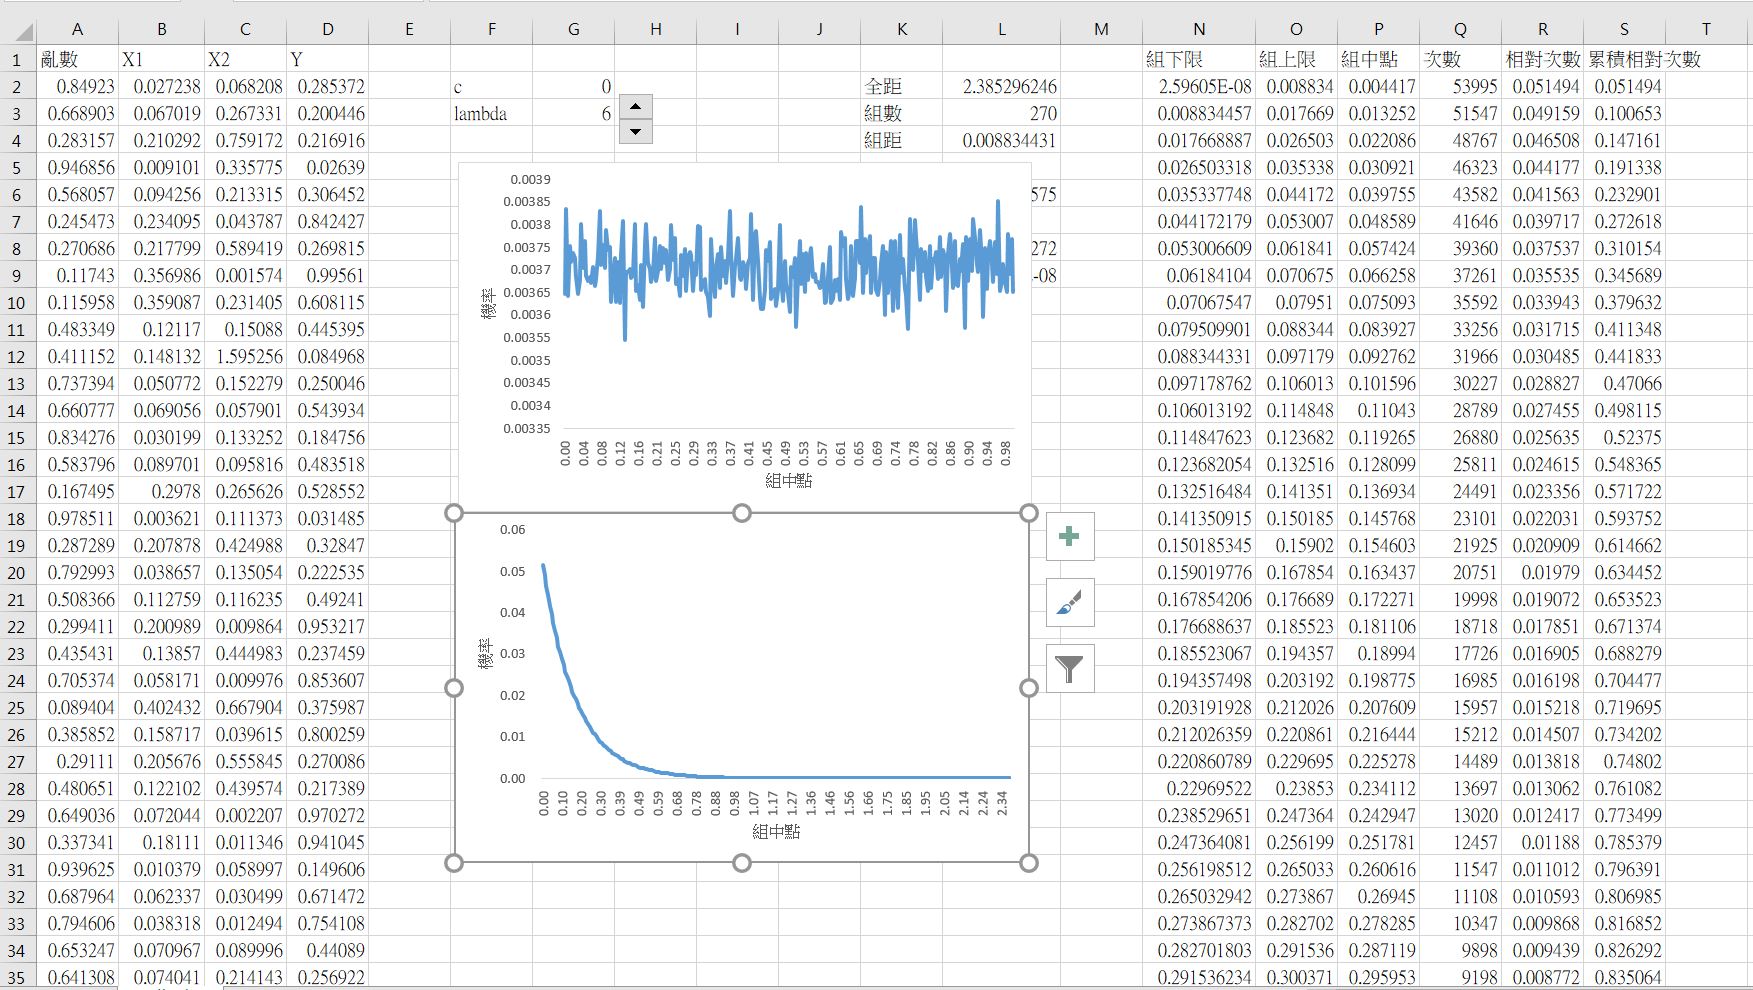 A B C D E F G H I J K L M N O P Q R S T
1 亂數 X1 X2 Y 組下限 組上限 組中點 次數 相對次數 累積相對次數
2 0.84923 0.027238 0.068208 0.285372 c 0 全距 2.385296246 2.59605E-08 0.008834 0.004417 53995 0.051494 0.051494
3 0.668903 0.067019 0.267331 0.200446 lambda 6 組數 270 0.008834457 0.017669 0.013252 51547 0.049159 0.100653
4 0.283157 0.210292 0.759172 0.216916 組距 0.008834431 0.017668887 0.026503 0.022086 48767 0.046508 0.147161
5 0.946856 0.009101 0.335775 0.02639 0.026503318 0.035338 0.030921 46323 0.044177 0.191338
6 0.568057 0.094256 0.213315 0.306452 575 0.035337748 0.044172 0.039755 43582 0.041563 0.232901
7 0.245473 0.234095 0.043787 0.842427 0.044172179 0.053007 0.048589 41646 0.039717 0.272618
8 0.270686 0.217799 0.589419 0.269815 272 0.053006609 0.061841 0.057424 39360 0.037537 0.310154
9 0.11743 0.356986 0.001574 0.99561 -08 0.06184104 0.070675 0.066258 37261 0.035535 0.345689
10 0.115958 0.359087 0.231405 0.608115 0.07067547 0.07951 0.075093 35592 0.033943 0.379632
11 0.483349 0.12117 0.15088 0.445395 0.079509901 0.088344 0.083927 33256 0.031715 0.411348
12 0.411152 0.148132 1.595256 0.084968 0.088344331 0.097179 0.092762 31966 0.030485 0.441833
13 0.737394 0.050772 0.152279 0.250046 0.097178762 0.106013 0.101596 30227 0.028827 0.47066
14 0.660777 0.069056 0.057901 0.543934 0.106013192 0.114848 0.11043 28789 0.027455 0.498115
15 0.834276 0.030199 0.133252 0.184756 0.114847623 0.123682 0.119265 26880 0.025635 0.52375
16 0.583796 0.089701 0.095816 0.483518 0.123682054 0.132516 0.128099 25811 0.024615 0.548365
17 0.167495 0.2978 0.265626 0.528552 0.132516484 0.141351 0.136934 24491 0.023356 0.571722
18 0.978511 0.003621 0.111373 0.031485 0.141350915 0.150185 0.145768 23101 0.022031 0.593752
19 0.287289 0.207878 0.424988 0.32847 0.150185345 0.15902 0.154603 21925 0.020909 0.614662
20 0.792993 0.038657 0.135054 0.222535 0.159019776 0.167854 0.163437 20751 0.01979 0.634452
21 0.508366 0.112759 0.116235 0.49241 0.167854206 0.176689 0.172271 19998 0.019072 0.653523
22 0.299411 0.200989 0.009864 0.953217 0.176688637 0.185523 0.181106 18718 0.017851 0.671374
23 0.435431 0.13857 0.444983 0.237459 0.185523067 0.194357 0.18994 17726 0.016905 0.688279
24 0.705374 0.058171 0.009976 0.853607 0.194357498 0.203192 0.198775 16985 0.016198 0.704477
25 0.089404 0.402432 0.667904 0.375987 0.203191928 0.212026 0.207609 15957 0.015218 0.719695
26 0.385852 0.158717 0.039615 0.800259 0.212026359 0.220861 0.216444 15212 0.014507 0.734202
27 0.29111 0.205676 0.555845 0.270086 0.220860789 0.229695 0.225278 14489 0.013818 0.74802
28 0.480651 0.122102 0.439574 0.217389 0.22969522 0.23853 0.234112 13697 0.013062 0.761082
29 0.649036 0.072044 0.002207 0.970272 0.238529651 0.247364 0.242947 13020 0.012417 0.773499
30 0.337341 0.18111 0.011346 0.941045 0.247364081 0.256199 0.251781 12457 0.01188 0.785379
31 0.939625 0.010379 0.058997 0.149606 0.256198512 0.265033 0.260616 11547 0.011012 0.796391
32 0.687964 0.062337 0.030499 0.671472 0.265032942 0.273867 0.26945 11108 0.010593 0.806985
33 0.794606 0.038318 0.012494 0.754108 0.273867373 0.282702 0.278285 10347 0.009868 0.816852
34 0.653247 0.070967 0.089996 0.44089 0.282701803 0.291536 0.287119 9898 0.009439 0.826292
35 0.641308 0.074041 0.214143 0.256922 0.291536234 0.300371 0.295953 9198 0.008772 0.835064
0.0039
0.00385
0.0038
0.00375
0.0037
0.00365
0.0036
0.00355
0.0035
0.00345
0.0034
0.00335
機率
0.00 0.04 0.08 0.12 0.16 0.21 0.25 0.29 0.33 0.37 0.41 0.45 0.49 0.53 0.57 0.61 0.65 0.69 0.74 0.78 0.82 0.86 0.90 0.94 0.98
組中點
0.06
0.05
0.04
0.03
0.02
0.01
0.00
機率
0.00 0.10 0.20 0.30 0.39 0.49 0.59 0.68 0.78 0.88 0.98 1.07 1.17 1.27 1.36 1.46 1.56 1.66 1.75 1.85 1.95 2.05 2.14 2.24 2.34
組中點